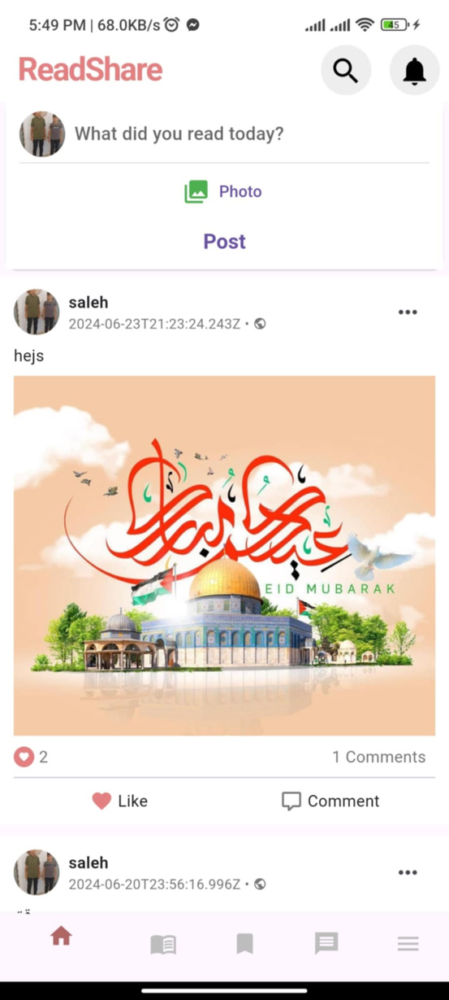 5:49 PM | 68.0KB/s
45
ReadShare
What did you read today?
Photo
Post
saleh
2024-06-23T21:23:24.243Z •
hejs
عيد مبارك
EID MUBARAK
2
1 Comments
Like
Comment
saleh
2024-06-20T23:56:16.996Z •